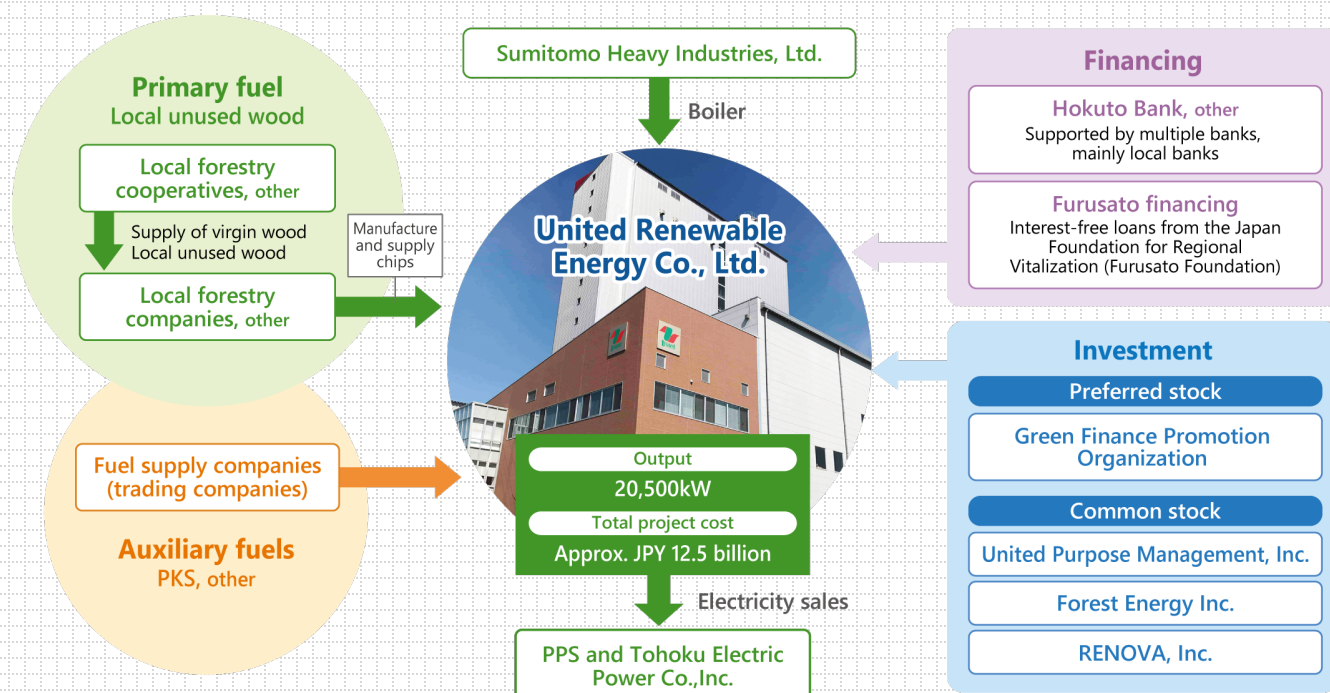 Primary fuel
Local unused wood
Local forestry
cooperatives, other
Supply of virgin wood
Local unused wood
Local forestry
companies, other
Manufacture
and supply
chips
Fuel supply companies
(trading companies)
Auxiliary fuels
PKS, other
Sumitomo Heavy Industries, Ltd.
Boiler
United Renewable
Energy Co., Ltd.
Output
20,500kW
Total project cost
Approx. JPY 12.5 billion
Electricity sales
PPS and Tohoku Electric
Power Co.,Inc.
Financing
Hokuto Bank, other
Supported by multiple banks,
mainly local banks
Furusato financing
Interest-free loans from the Japan
Foundation for Regional
Vitalization (Furusato Foundation)
Investment
Preferred stock
Green Finance Promotion
Organization
Common stock
United Purpose Management, Inc.
Forest Energy Inc.
RENOVA, Inc.